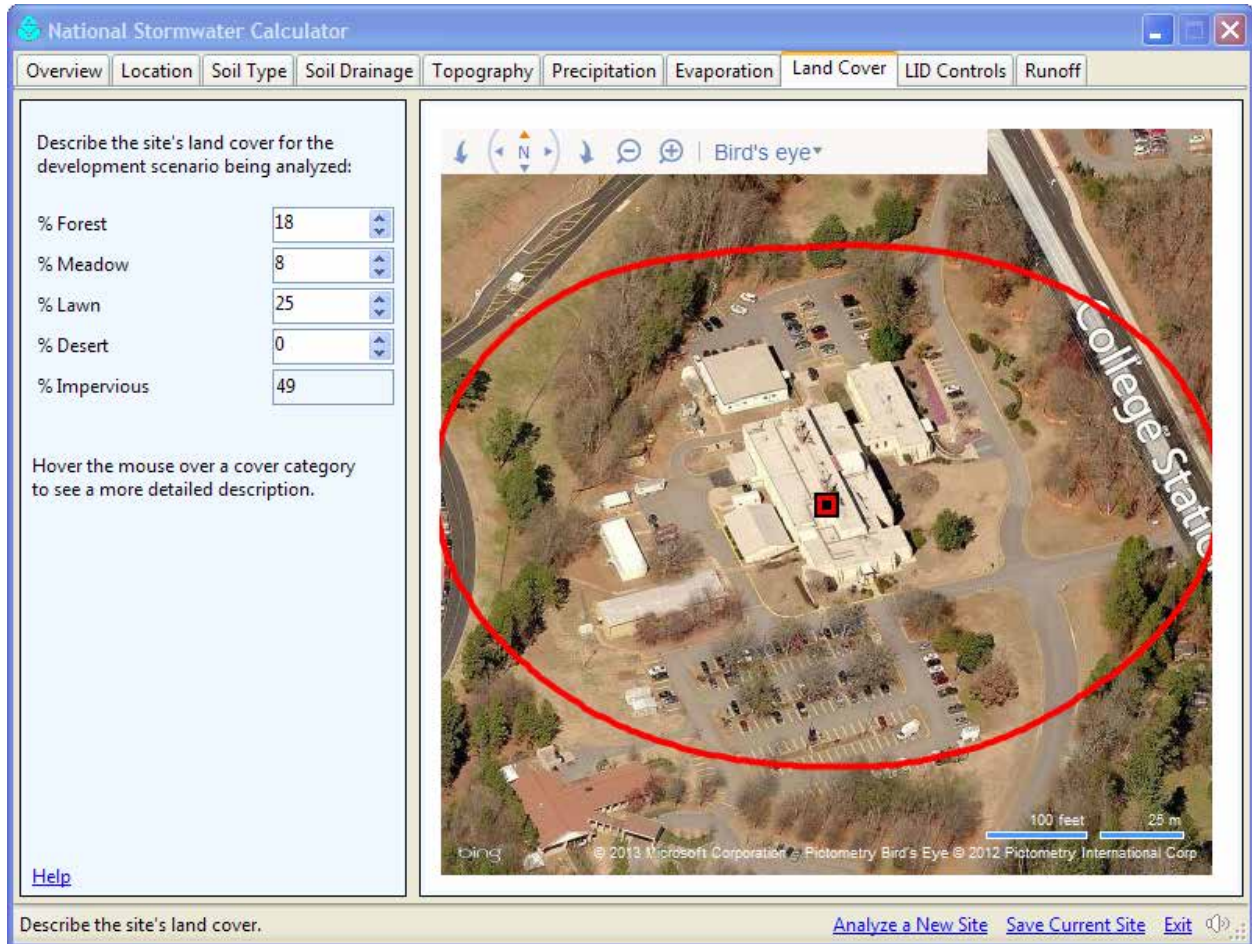 National Stormwater Calculator
Overview Location Soil Type Soil Drainage Topography Precipitation Evaporation Land Cover LID Controls Runoff
Describe the site's land cover for the
development scenario being analyzed:
% Forest 18
% Meadow 8
% Lawn 25
% Desert 0
% Impervious 49
Hover the mouse over a cover category
to see a more detailed description.
Help
N Bird's eye
College Statio
100 feet 25 m
bing © 2013 Microsoft Corporation Pictometry Bird's Eye © 2012 Pictometry International Corp
Describe the site's land cover. Analyze a New Site Save Current Site Exit